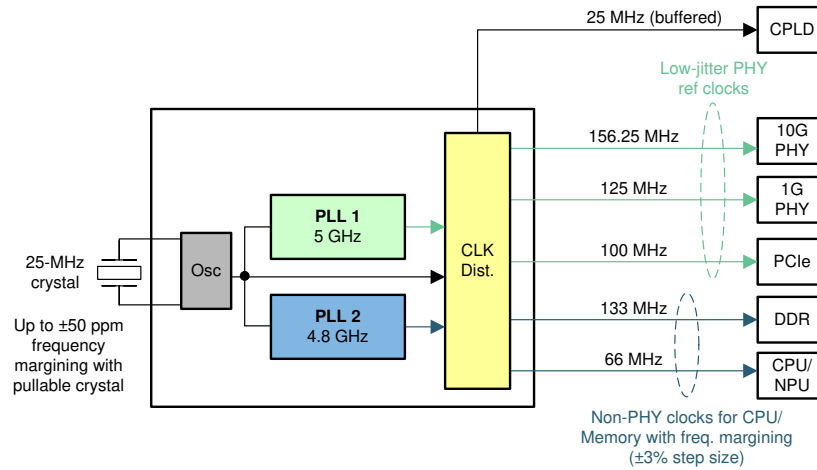 25 MHz (buffered)
CPLD
Low-jitter PHY
ref clocks
156.25 MHz
10G
PHY
125 MHz
1G
PHY
PLL 1
5 GHz
CLK
Dist.
100 MHz
PCIe
25-MHz
crystal
Osc
PLL 2
4.8 GHz
133 MHz
DDR
Up to ±50 ppm
frequency
margining with
pullable crystal
66 MHz
CPU/
NPU
Non-PHY clocks for CPU/
Memory with freq. margining
(±3% step size)